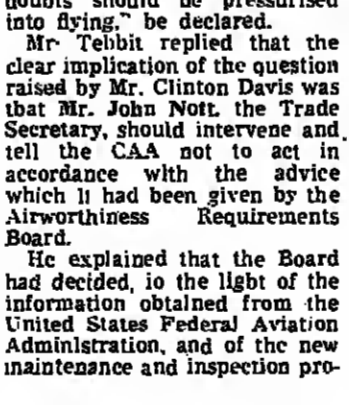 doubts should be pressurised
into flying," be declared.
Mr. Tebbit replied that the
clear implication of the question
raised by Mr. Clinton Davis was
that Mr. John Nott, the Trade
Secretary, should intervene and
tell the CAA not to act in
accordance with the advice
which it had been given by the
Airworthiness Requirements
Board.
He explained that the Board
had decided, in the light of the
information obtained from the
United States Federal Aviation
Administration, and of the new
maintenance and inspection pro-